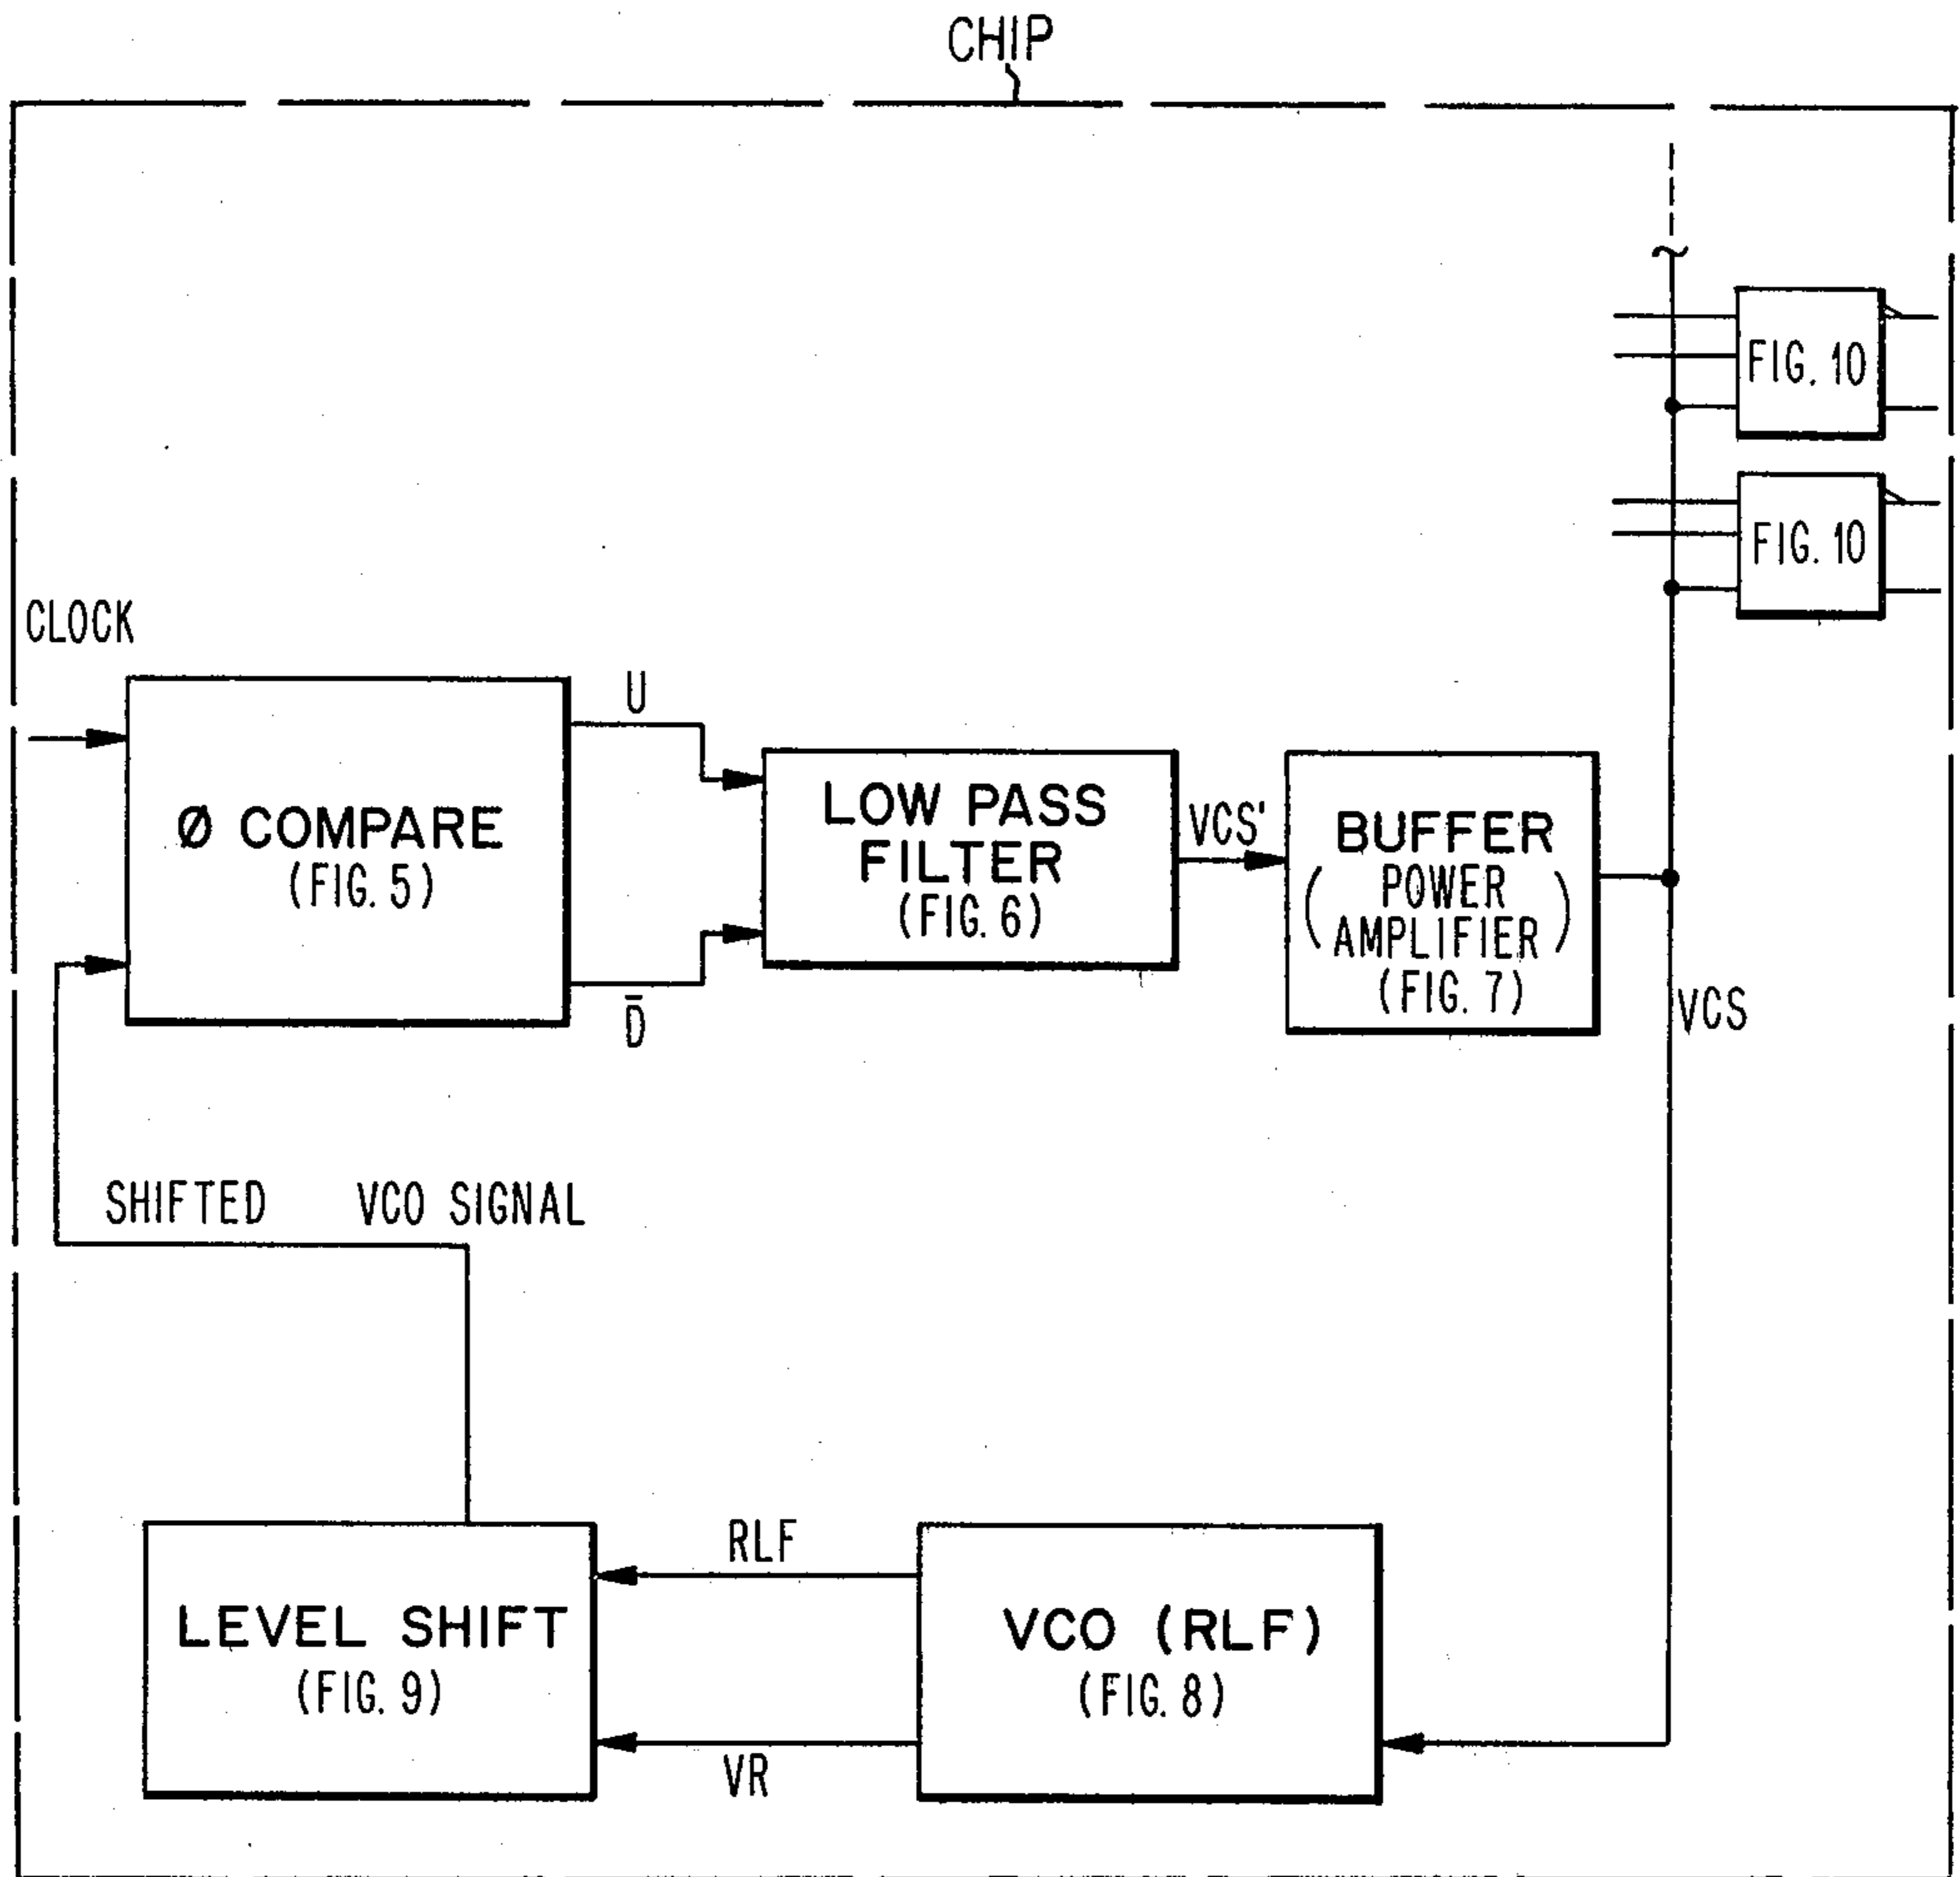 CHIP
FIG. 10
FIG. 10
CLOCK
U
Ø COMPARE
(FIG. 5)
LOW PASS
FILTER
(FIG. 6)
VCS'
BUFFER
(POWER
AMPLIFIER)
(FIG. 7)
D̄
VCS
SHIFTED VCO SIGNAL
RLF
LEVEL SHIFT
(FIG. 9)
VCO (RLF)
(FIG. 8)
VR